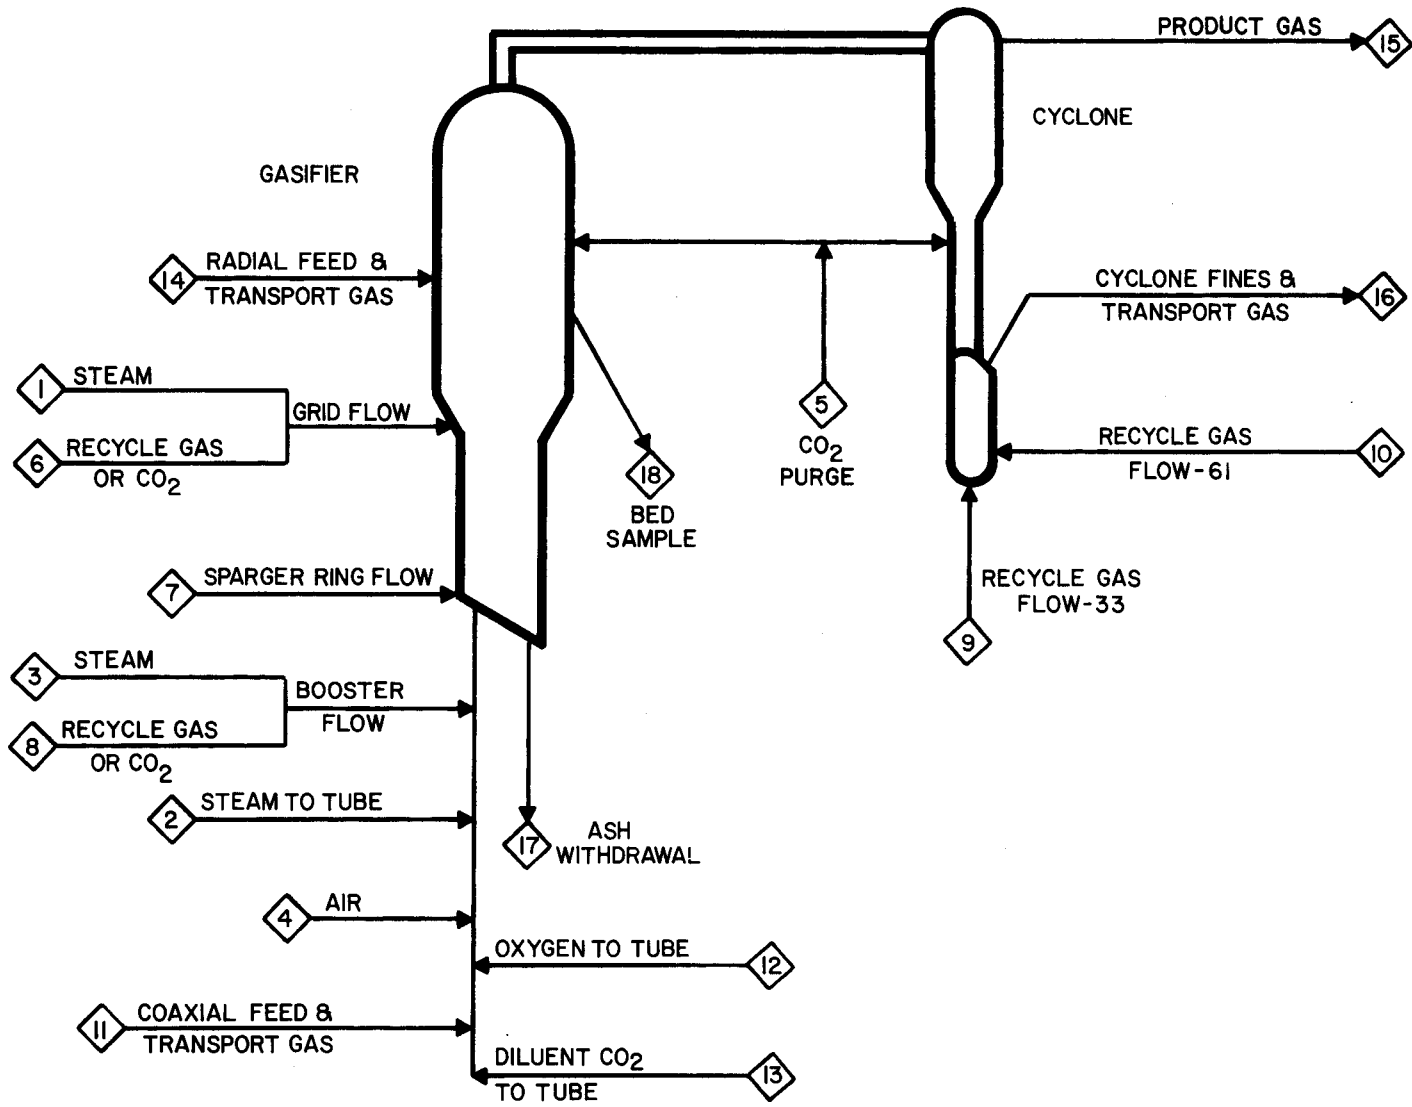 PRODUCT GAS
15
CYCLONE
GASIFIER
14
RADIAL FEED &
TRANSPORT GAS
CYCLONE FINES &
TRANSPORT GAS
16
1
STEAM
GRID FLOW
6
RECYCLE GAS
OR CO2
5
CO2
PURGE
18
BED
SAMPLE
RECYCLE GAS
FLOW-61
10
7
SPARGER RING FLOW
RECYCLE GAS
FLOW-33
9
3
STEAM
BOOSTER
FLOW
8
RECYCLE GAS
OR CO2
2
STEAM TO TUBE
17
ASH
WITHDRAWAL
4
AIR
OXYGEN TO TUBE
12
11
COAXIAL FEED &
TRANSPORT GAS
DILUENT CO2
TO TUBE
13